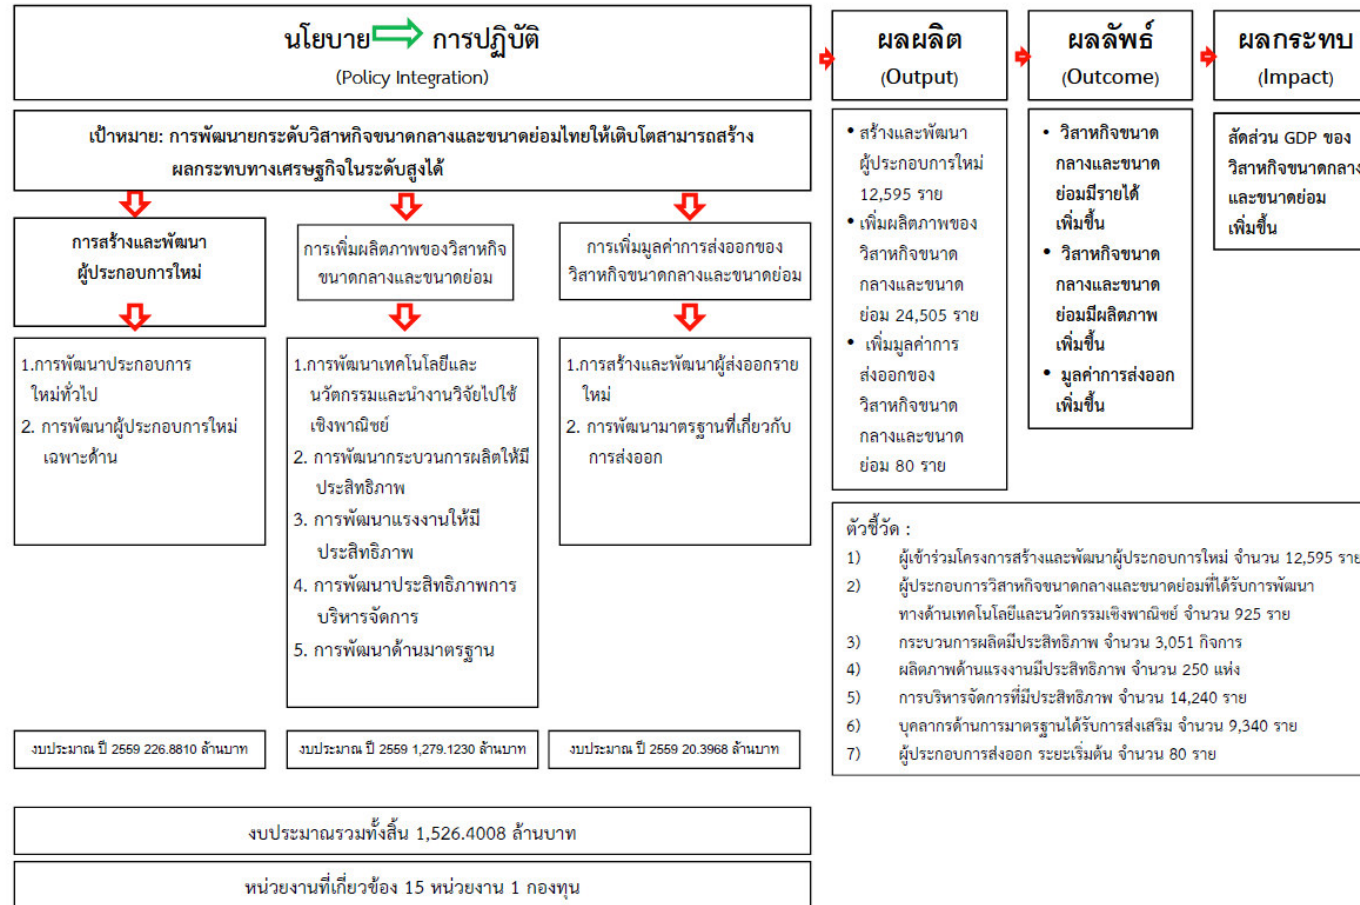 นโยบาย การปฏิบัติ
(Policy Integration)
ผลผลิต
(Output)
ผลลัพธ์
(Outcome)
ผลกระทบ
(Impact)
เป้าหมาย: การพัฒนายกระดับวิสาหกิจขนาดกลางและขนาดย่อมไทยให้เติบโตสามารถสร้าง
ผลกระทบทางเศรษฐกิจในระดับสูงได้
การสร้างและพัฒนา
ผู้ประกอบการใหม่
การเพิ่มผลิตภาพของวิสาหกิจ
ขนาดกลางและขนาดย่อม
การเพิ่มมูลค่าการส่งออกของ
วิสาหกิจขนาดกลางและขนาดย่อม
1.การพัฒนาประกอบการ
ใหม่ทั่วไป
2. การพัฒนาผู้ประกอบการใหม่
เฉพาะด้าน
1.การพัฒนาเทคโนโลยีและ
นวัตกรรมและนำงานวิจัยไปใช้
เชิงพาณิชย์
2. การพัฒนากระบวนการผลิตให้มี
ประสิทธิภาพ
3. การพัฒนาแรงงานให้มี
ประสิทธิภาพ
4. การพัฒนาประสิทธิภาพการ
บริหารจัดการ
5. การพัฒนาด้านมาตรฐาน
1.การสร้างและพัฒนาผู้ส่งออกราย
ใหม่
2. การพัฒนามาตรฐานที่เกี่ยวกับ
การส่งออก
งบประมาณ ปี 2559 226.8810 ล้านบาท
งบประมาณ ปี 2559 1,279.1230 ล้านบาท
งบประมาณ ปี 2559 20.3968 ล้านบาท
งบประมาณรวมทั้งสิ้น 1,526.4008 ล้านบาท
หน่วยงานที่เกี่ยวข้อง 15 หน่วยงาน 1 กองทุน
• สร้างและพัฒนา
ผู้ประกอบการใหม่
12,595 ราย
• เพิ่มผลิตภาพของ
วิสาหกิจขนาด
กลางและขนาด
ย่อม 24,505 ราย
• เพิ่มมูลค่าการ
ส่งออกของ
วิสาหกิจขนาด
กลางและขนาด
ย่อม 80 ราย
• วิสาหกิจขนาด
กลางและขนาด
ย่อมมีรายได้
เพิ่มขึ้น
• วิสาหกิจขนาด
กลางและขนาด
ย่อมมีผลิตภาพ
เพิ่มขึ้น
• มูลค่าการส่งออก
เพิ่มขึ้น
สัดส่วน GDP ของ
วิสาหกิจขนาดกลาง
และขนาดย่อม
เพิ่มขึ้น
ตัวชี้วัด :
1) ผู้เข้าร่วมโครงการสร้างและพัฒนาผู้ประกอบการใหม่ จำนวน 12,595 ราย
2) ผู้ประกอบการวิสาหกิจขนาดกลางและขนาดย่อมที่ได้รับการพัฒนา
ทางด้านเทคโนโลยีและนวัตกรรมเชิงพาณิชย์ จำนวน 925 ราย
3) กระบวนการผลิตมีประสิทธิภาพ จำนวน 3,051 กิจการ
4) ผลิตภาพด้านแรงงานมีประสิทธิภาพ จำนวน 250 แห่ง
5) การบริหารจัดการที่มีประสิทธิภาพ จำนวน 14,240 ราย
6) บุคลากรด้านการมาตรฐานได้รับการส่งเสริม จำนวน 9,340 ราย
7) ผู้ประกอบการส่งออก ระยะเริ่มต้น จำนวน 80 ราย